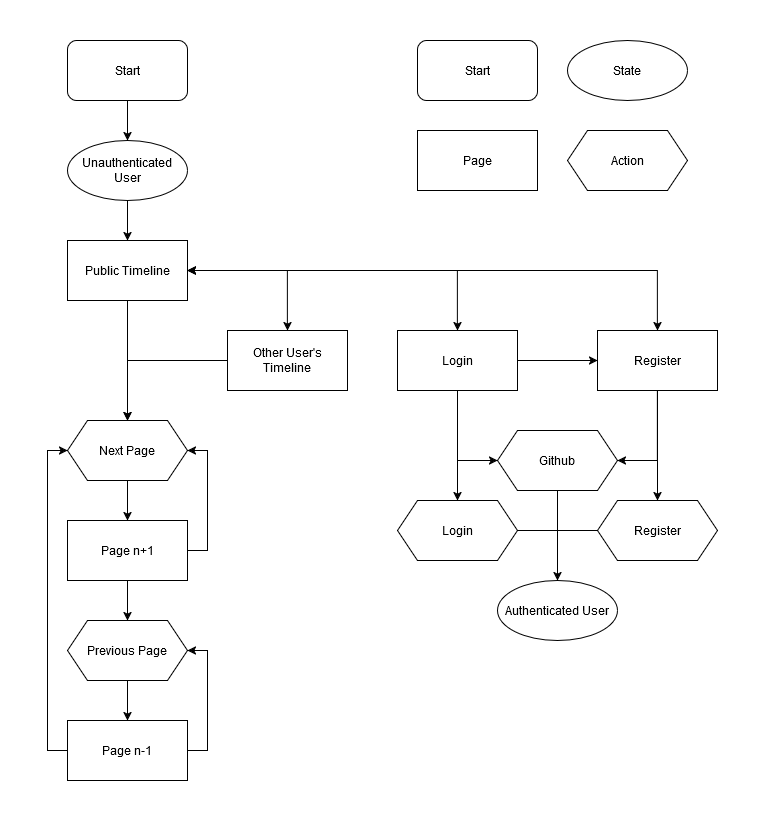 Start
Start
State
Unauthenticated
User
Page
Action
Public Timeline
Other User's
Timeline
Login
Register
Next Page
Github
Login
Register
Page n+1
Authenticated User
Previous Page
Page n-1